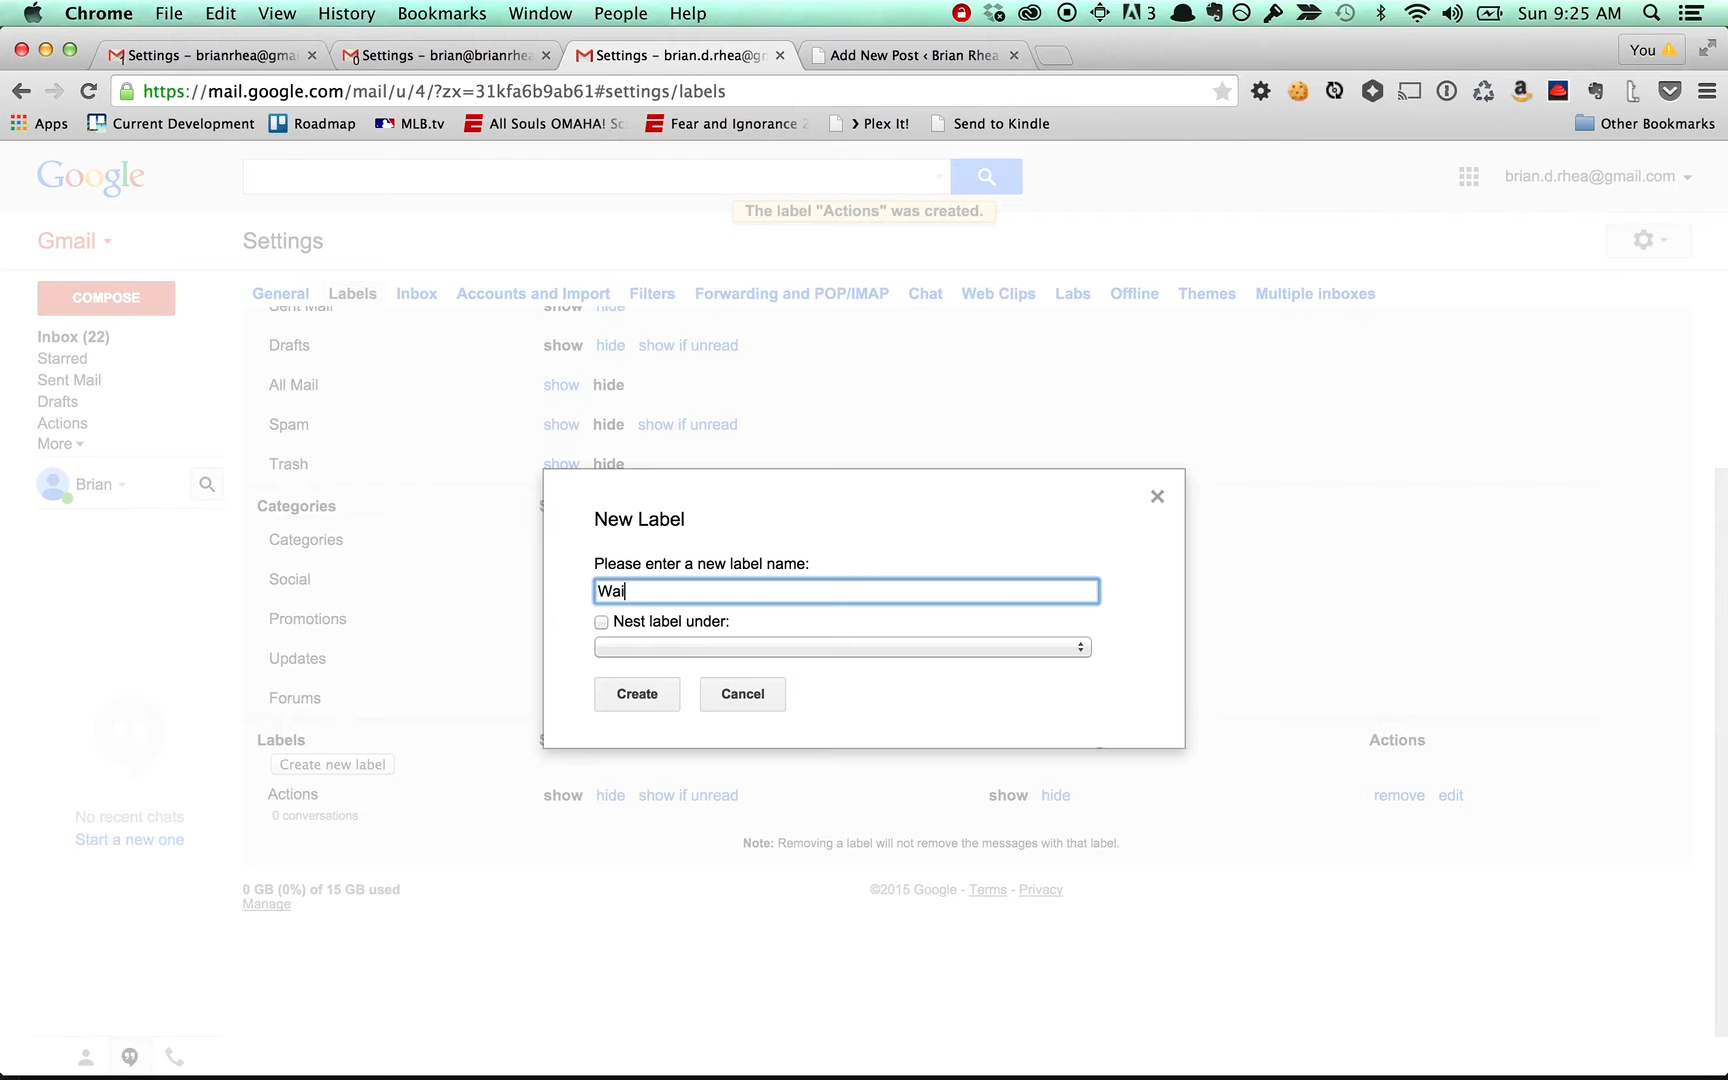 Chrome File Edit View History Bookmarks Window People Help 3 Sun 9:25 AM
Settings – brianrhea@gmai Settings – brian@brianrhe Settings – brian.d.rhea@gm Add New Post ‹ Brian Rhea You
https://mail.google.com/mail/u/4/?zx=31kfa6b9ab61#settings/labels
Apps Current Development Roadmap MLB.tv All Souls OMAHA! Sc Fear and Ignorance 2 › Plex It! Send to Kindle Other Bookmarks
Google brian.d.rhea@gmail.com
The label "Actions" was created.
Gmail Settings
COMPOSE
General Labels Inbox Accounts and Import Filters Forwarding and POP/IMAP Chat Web Clips Labs Offline Themes Multiple inboxes
Sent Mail show hide
Inbox (22)
Starred
Sent Mail
Drafts
Actions
More
Brian
Drafts show hide show if unread
All Mail show hide
Spam show hide show if unread
Trash show hide
Categories
Categories
Social
Promotions
Updates
Forums
New Label
Please enter a new label name:
Wai
Nest label under:
Create Cancel
Labels Actions
Create new label
Actions show hide show if unread show hide remove edit
0 conversations
Note: Removing a label will not remove the messages with that label.
No recent chats
Start a new one
0 GB (0%) of 15 GB used
Manage
©2015 Google - Terms - Privacy